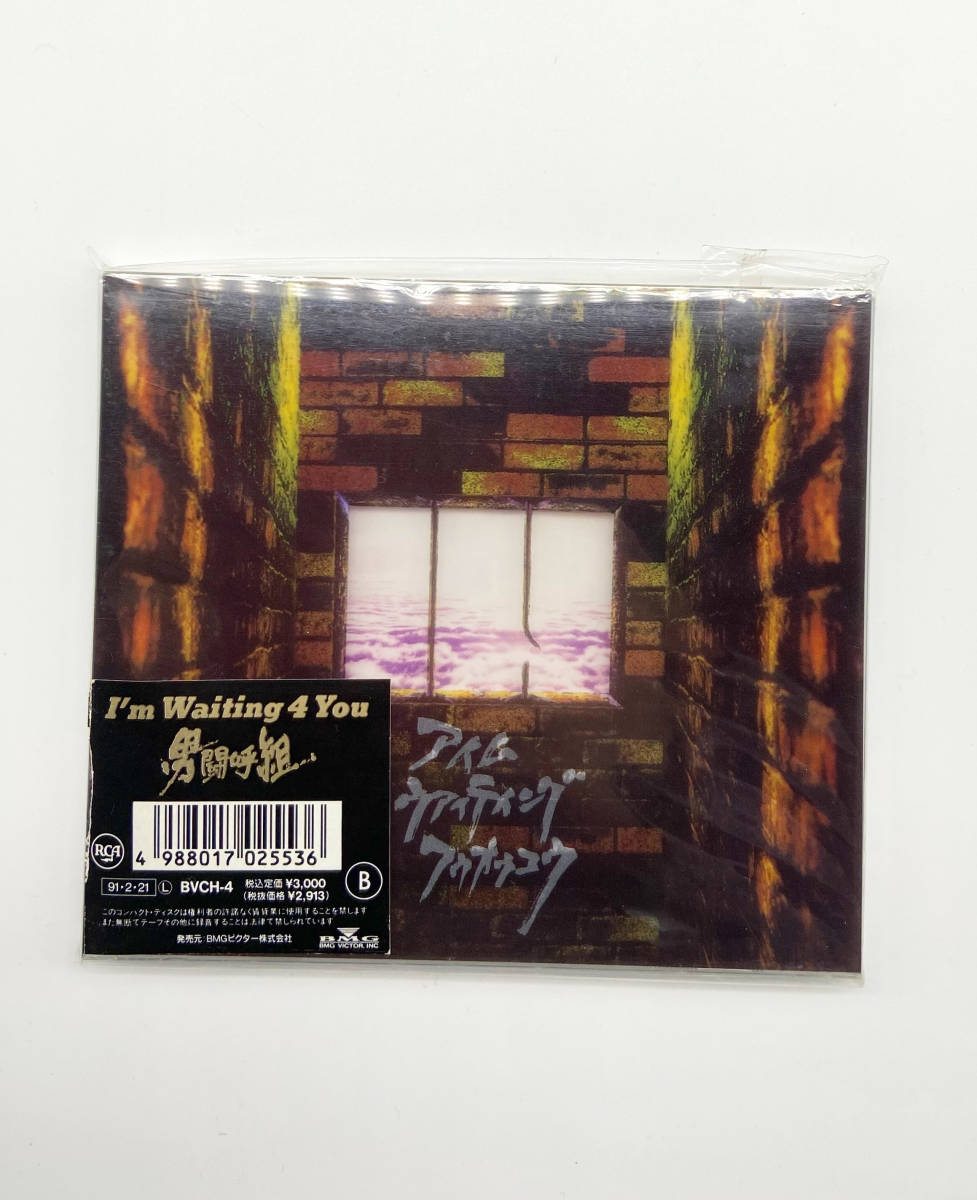 アイム
ウァイティング
フゥオゥユウ
I'm Waiting 4 You
男闘呼組
RCA
4 988017 025536
91・2・21 Ⓛ BVCH-4 税込定価 ¥3,000
(税抜価格 ¥2,913)
B
このコンパクト・ディスクは権利者の許諾なく賃貸業に使用することを禁じます
また無断でテープその他に録音することは法律で禁じられています
発売元:BMGビクター株式会社
BMG
BMG VICTOR, INC.